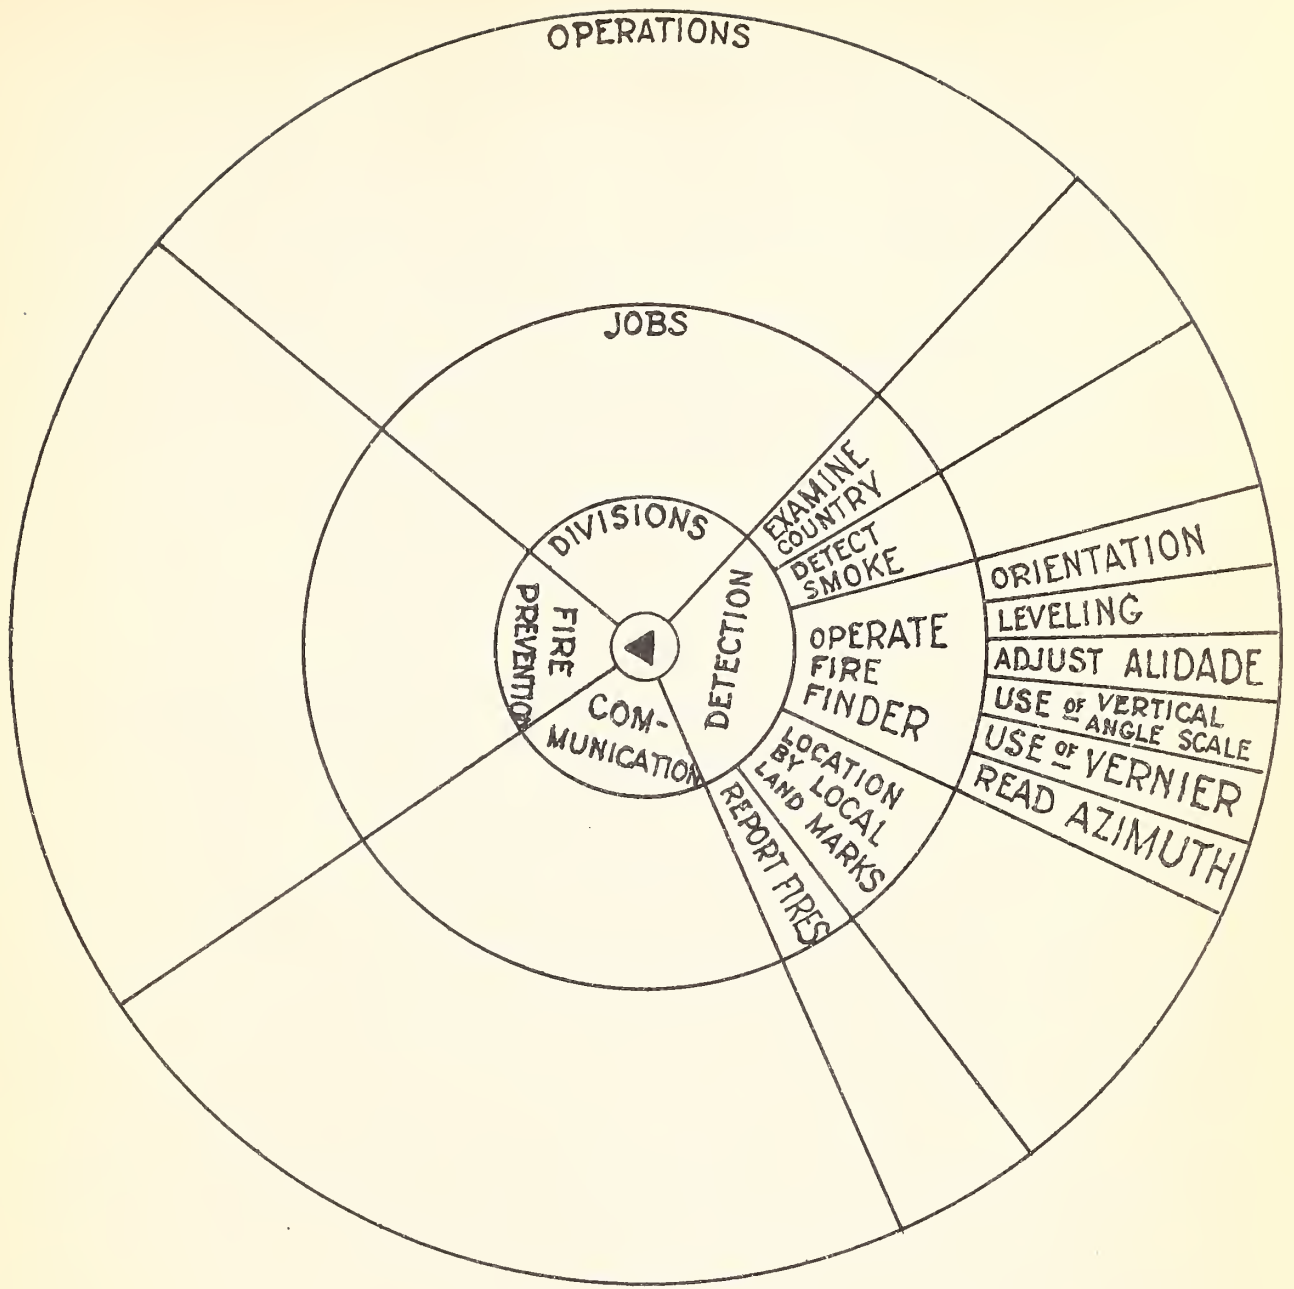 OPERATIONS
JOBS
DIVISIONS
FIRE
PREVENTION
COM-
MUNICATION
DETECTION
EXAMINE
COUNTRY
DETECT
SMOKE
OPERATE
FIRE
FINDER
LOCATION
BY LOCAL
LAND MARKS
REPORT FIRES
ORIENTATION
LEVELING
ADJUST ALIDADE
USE OF VERTICAL
ANGLE SCALE
USE OF VERNIER
READ AZIMUTH